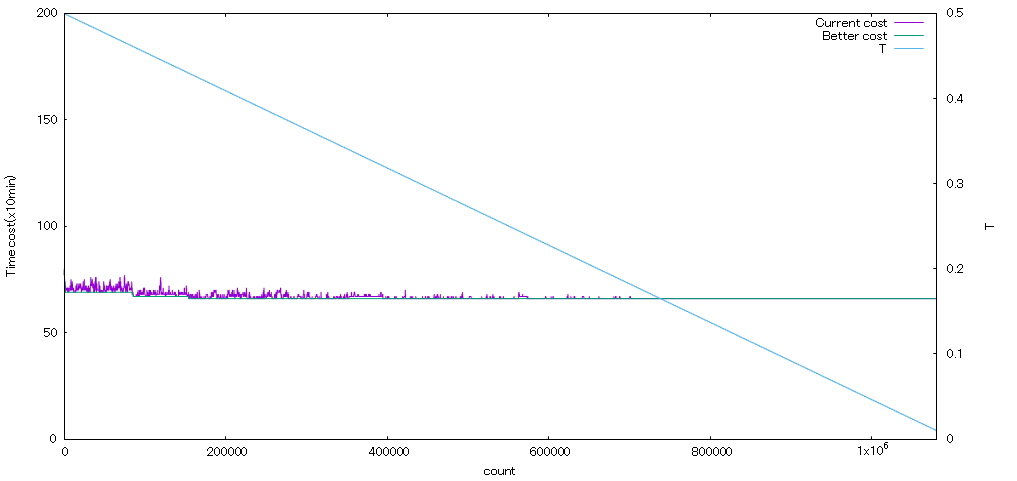 200
150
100
50
0
Time cost(x10min)
0
200000
400000
600000
800000
1x10⁶
count
0.5
0.4
0.3
0.2
0.1
0
T
Current cost
Better cost
T